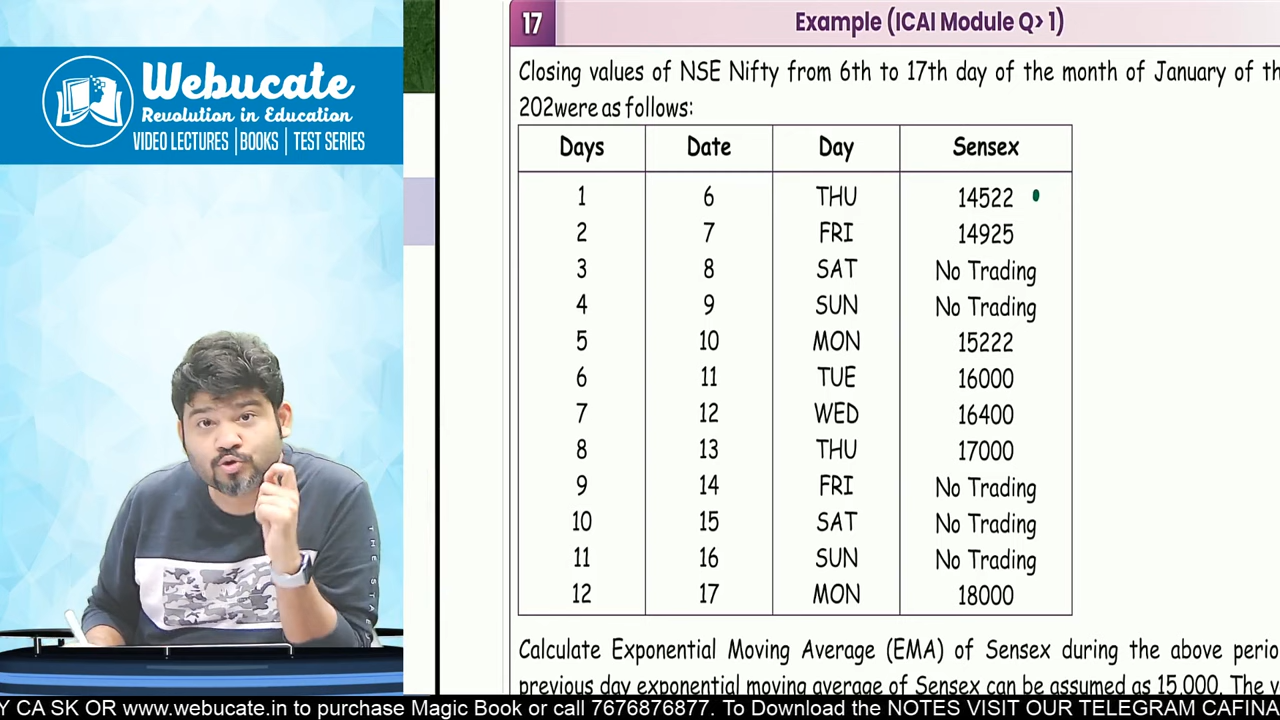 Webucate
Revolution in Education
VIDEO LECTURES | BOOKS | TEST SERIES
17 Example (ICAI Module Q> 1)
Closing values of NSE Nifty from 6th to 17th day of the month of January of th
202were as follows:
Days Date Day Sensex
1 6 THU 14522
2 7 FRI 14925
3 8 SAT No Trading
4 9 SUN No Trading
5 10 MON 15222
6 11 TUE 16000
7 12 WED 16400
8 13 THU 17000
9 14 FRI No Trading
10 15 SAT No Trading
11 16 SUN No Trading
12 17 MON 18000
Calculate Exponential Moving Average (EMA) of Sensex during the above perio
previous day exponential moving average of Sensex can be assumed as 15,000. The v
THE STA
Y CA SK OR www.webucate.in to purchase Magic Book or call 7676876877. To Download the NOTES VISIT OUR TELEGRAM CAFINA